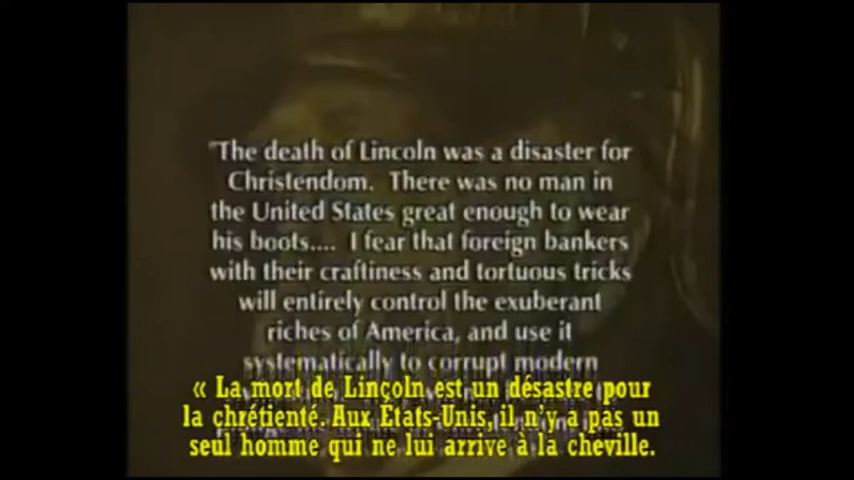 "The death of Lincoln was a disaster for
Christendom. There was no man in
the United States great enough to wear
his boots.... I fear that foreign bankers
with their craftiness and tortuous tricks
will entirely control the exuberant
riches of America, and use it
systematically to corrupt modern
« La mort de Linçoln est un désastre pour
la chrétienté. Aux États-Unis, il n'y a pas un
seul homme qui ne lui arrive à la cheville.